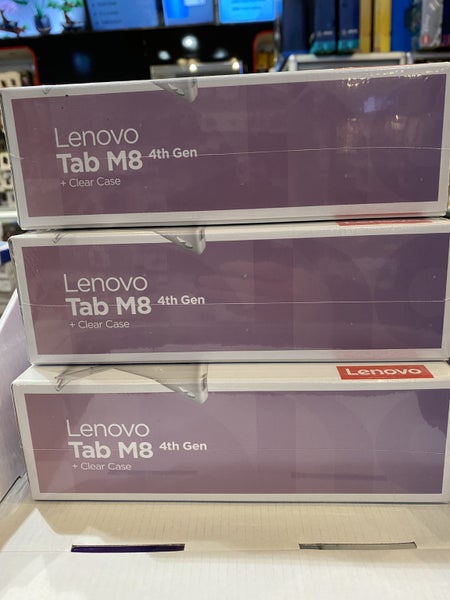 Lenovo
Tab M8 4th Gen
+ Clear Case
Lenovo
Tab M8 4th Gen
+ Clear Case
Lenovo
Lenovo
Tab M8 4th Gen
+ Clear Case